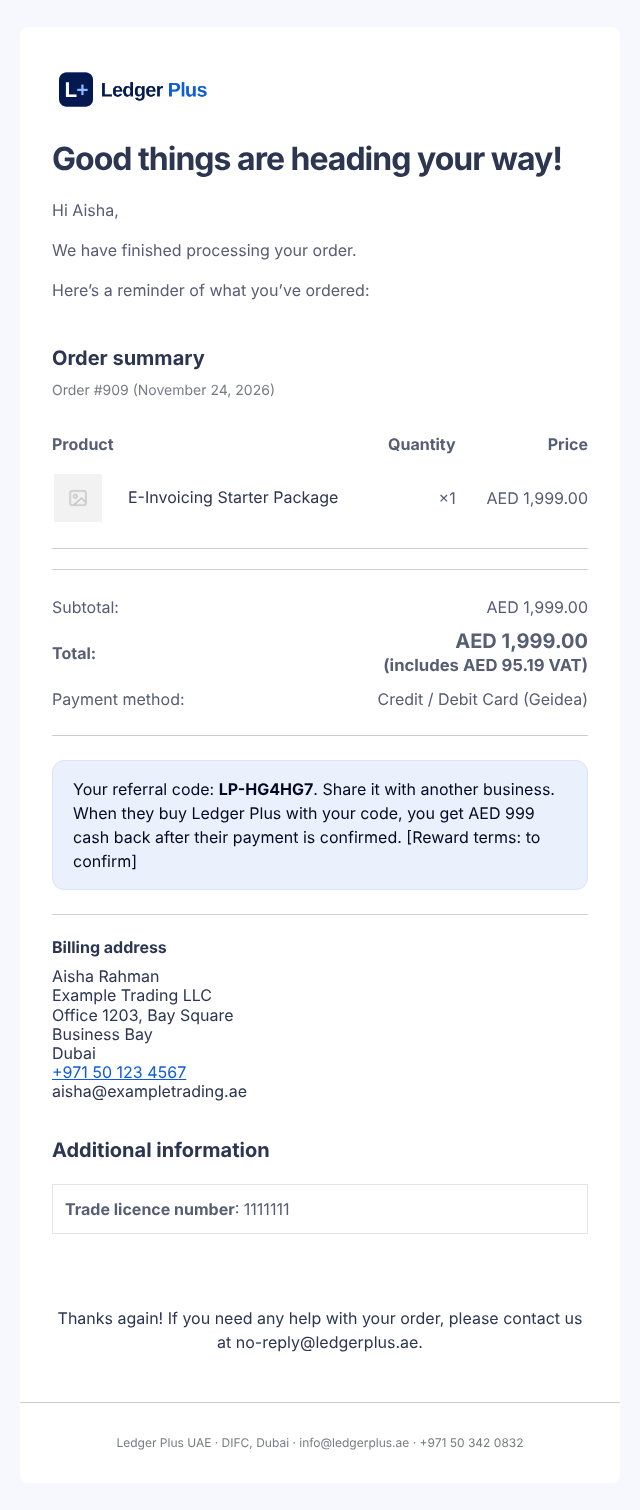 L+ Ledger Plus
Good things are heading your way!
Hi Aisha,
We have finished processing your order.
Here’s a reminder of what you’ve ordered:
Order summary
Order #909 (November 24, 2026)
Product Quantity Price
E-Invoicing Starter Package ×1 AED 1,999.00
Subtotal: AED 1,999.00
Total: AED 1,999.00
(includes AED 95.19 VAT)
Payment method: Credit / Debit Card (Geidea)
Your referral code: LP-HG4HG7. Share it with another business.
When they buy Ledger Plus with your code, you get AED 999
cash back after their payment is confirmed. [Reward terms: to
confirm]
Billing address
Aisha Rahman
Example Trading LLC
Office 1203, Bay Square
Business Bay
Dubai
+971 50 123 4567
aisha@exampletrading.ae
Additional information
Trade licence number: 1111111
Thanks again! If you need any help with your order, please contact us
at no-reply@ledgerplus.ae.
Ledger Plus UAE · DIFC, Dubai · info@ledgerplus.ae · +971 50 342 0832